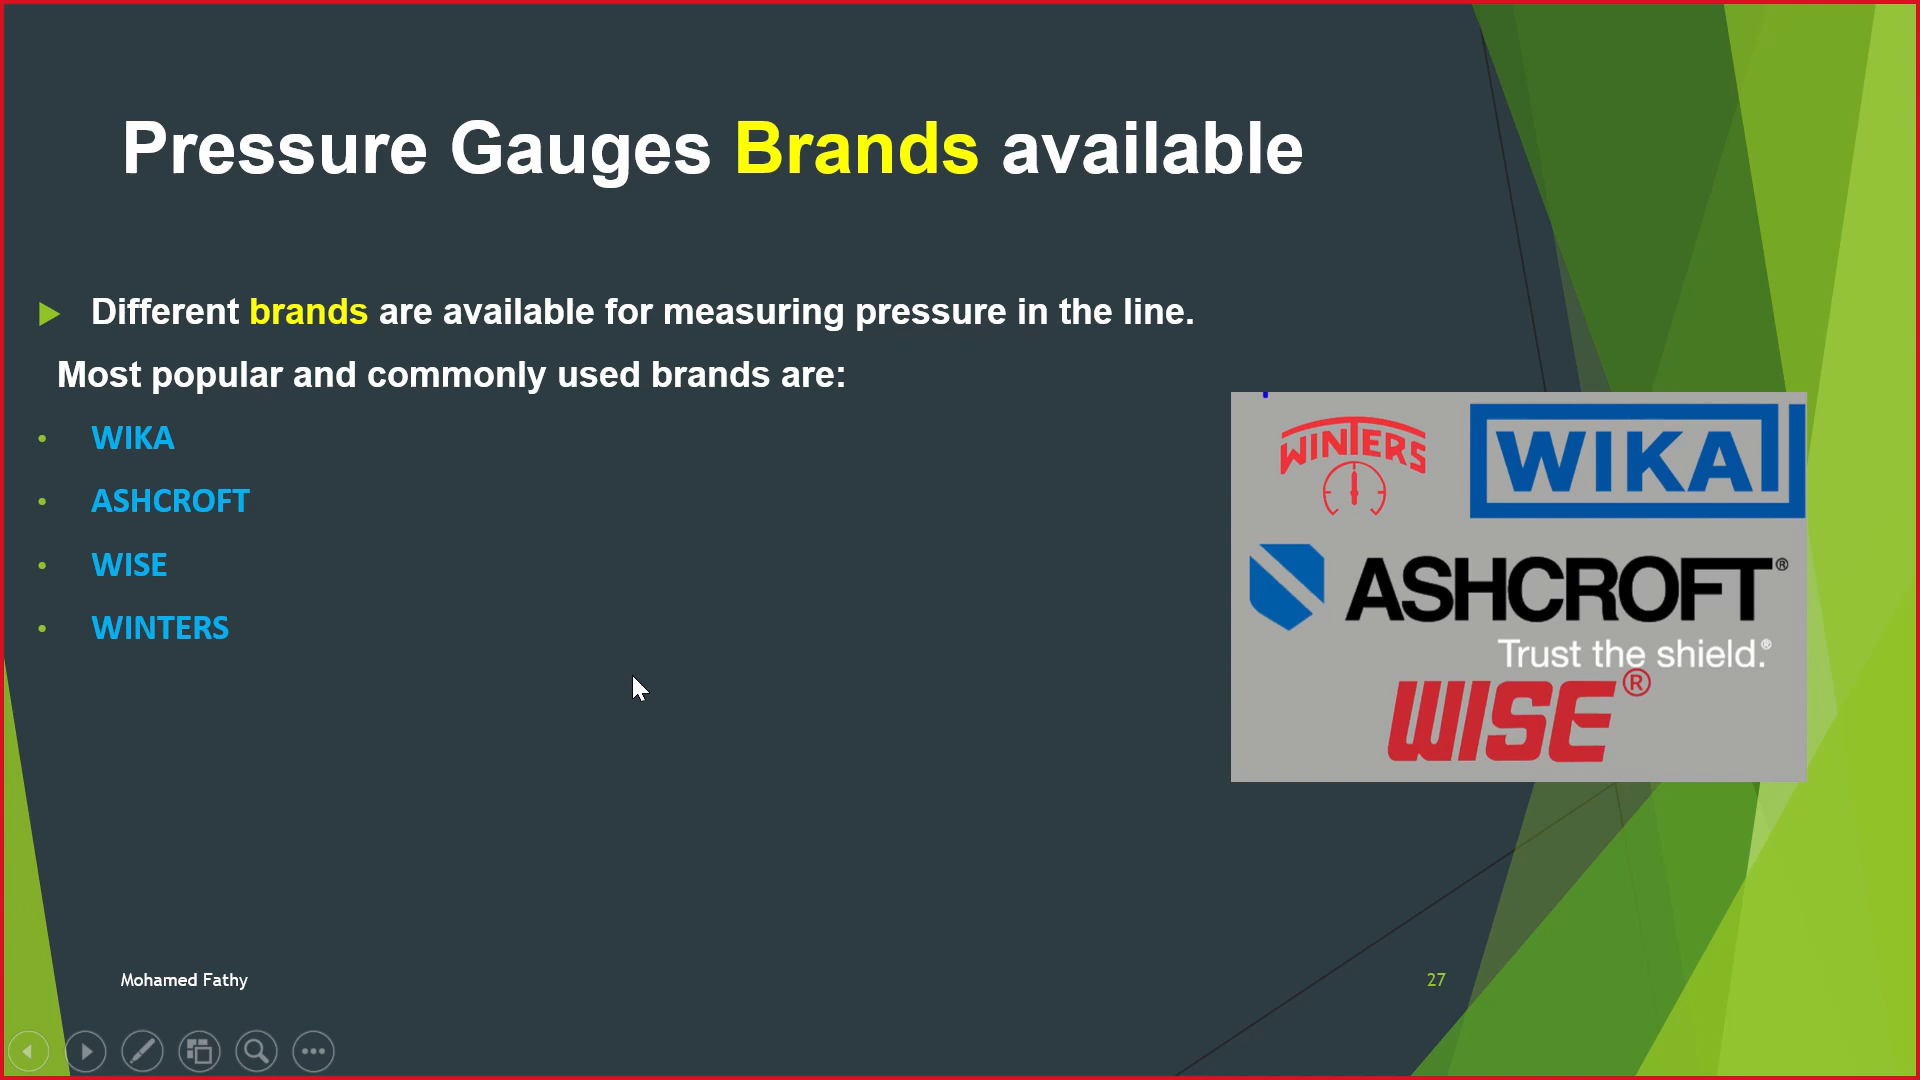 Pressure Gauges Brands available
Different brands are available for measuring pressure in the line.
Most popular and commonly used brands are:
WIKA
ASHCROFT
WISE
WINTERS
WINTERS
WIKA
ASHCROFT®
Trust the shield.®
WISE®
Mohamed Fathy
27